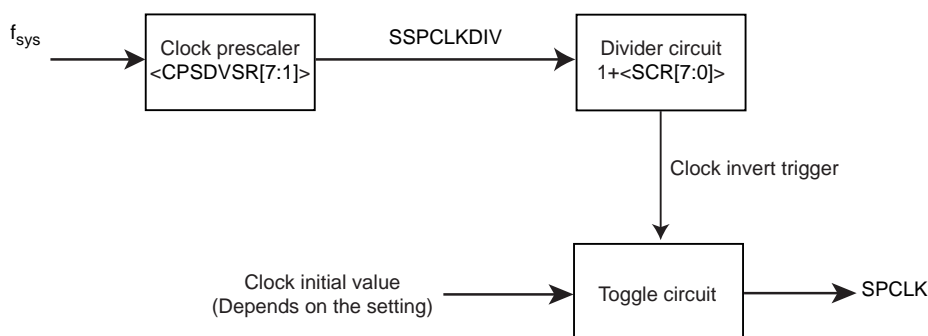 f_sys
Clock prescaler
<CPSDVSR[7:1]>
SSPCLKDIV
Divider circuit
1+<SCR[7:0]>
Clock invert trigger
Clock initial value
(Depends on the setting)
Toggle circuit
SPCLK